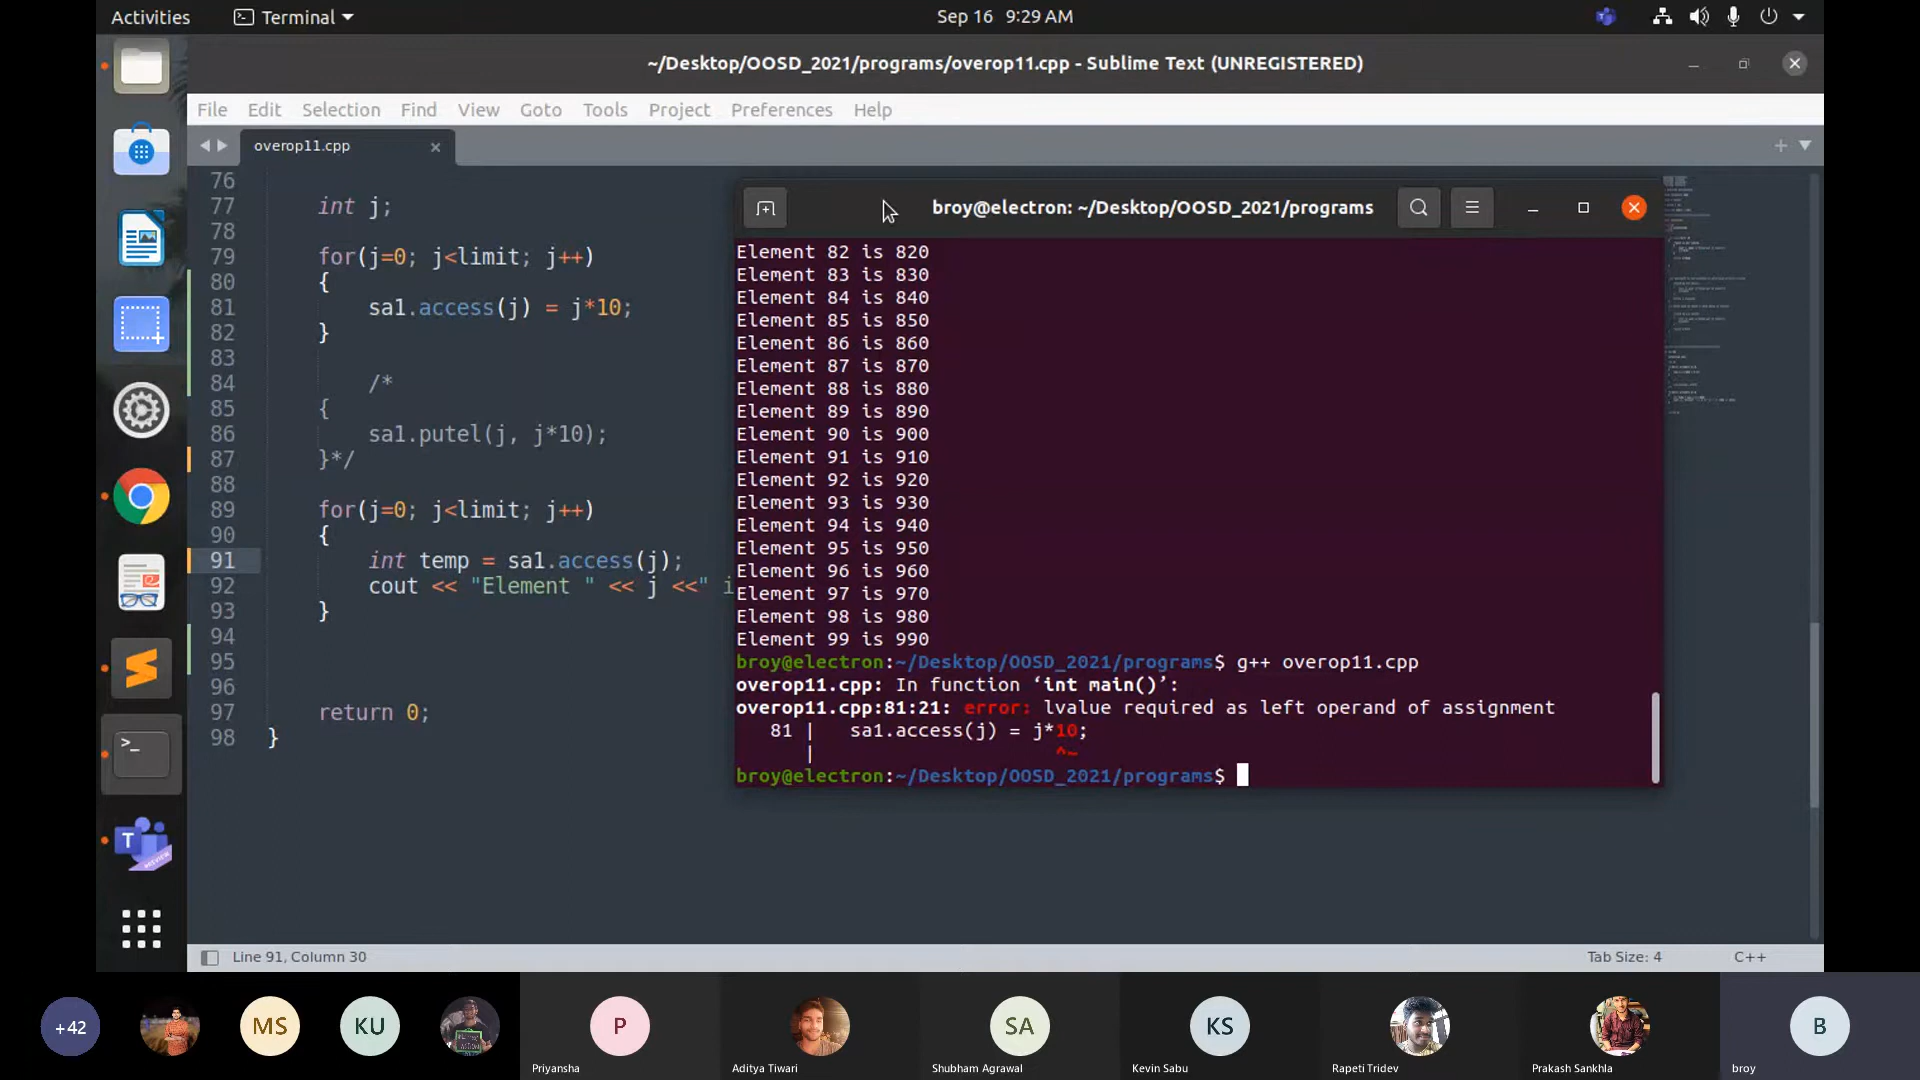 Activities
Terminal
Sep 16 9:29 AM
~/Desktop/OOSD_2021/programs/overop11.cpp - Sublime Text (UNREGISTERED)
File Edit Selection Find View Goto Tools Project Preferences Help
overop11.cpp
76
77 int j;
78
79 for(j=0; j<limit; j++)
80 {
81 sa1.access(j) = j*10;
82 }
83
84 /*
85 {
86 sa1.putel(j, j*10);
87 }*/
88
89 for(j=0; j<limit; j++)
90 {
91 int temp = sa1.access(j);
92 cout << "Element " << j <<" i
93 }
94
95
96
97 return 0;
98 }
broy@electron: ~/Desktop/OOSD_2021/programs
Element 82 is 820
Element 83 is 830
Element 84 is 840
Element 85 is 850
Element 86 is 860
Element 87 is 870
Element 88 is 880
Element 89 is 890
Element 90 is 900
Element 91 is 910
Element 92 is 920
Element 93 is 930
Element 94 is 940
Element 95 is 950
Element 96 is 960
Element 97 is 970
Element 98 is 980
Element 99 is 990
broy@electron:~/Desktop/OOSD_2021/programs$ g++ overop11.cpp
overop11.cpp: In function ‘int main()’:
overop11.cpp:81:21: error: lvalue required as left operand of assignment
81 | sa1.access(j) = j*10;
| ^~
broy@electron:~/Desktop/OOSD_2021/programs$
Line 91, Column 30
Tab Size: 4
C++
+42
MS
KU
P
SA
KS
B
Priyansha
Aditya Tiwari
Shubham Agrawal
Kevin Sabu
Rapeti Tridev
Prakash Sankhla
broy